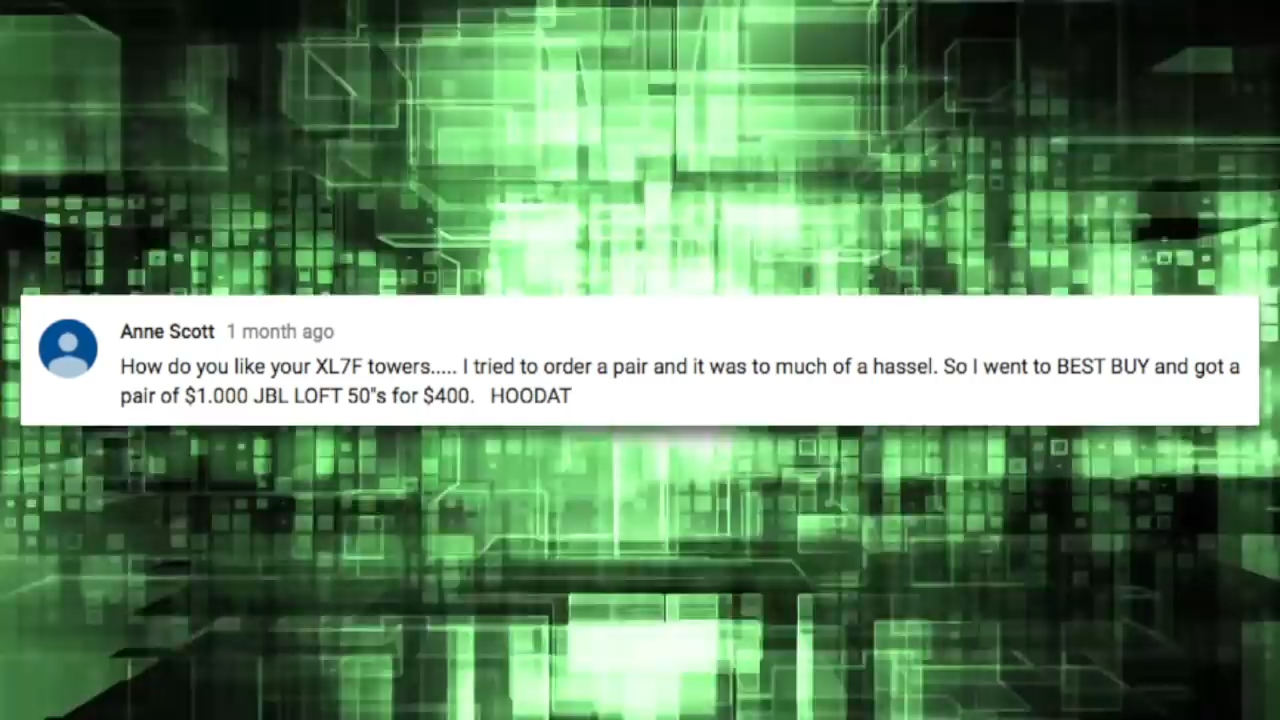 Anne Scott 1 month ago
How do you like your XL7F towers..... I tried to order a pair and it was to much of a hassel. So I went to BEST BUY and got a
pair of $1.000 JBL LOFT 50"s for $400. HOODAT